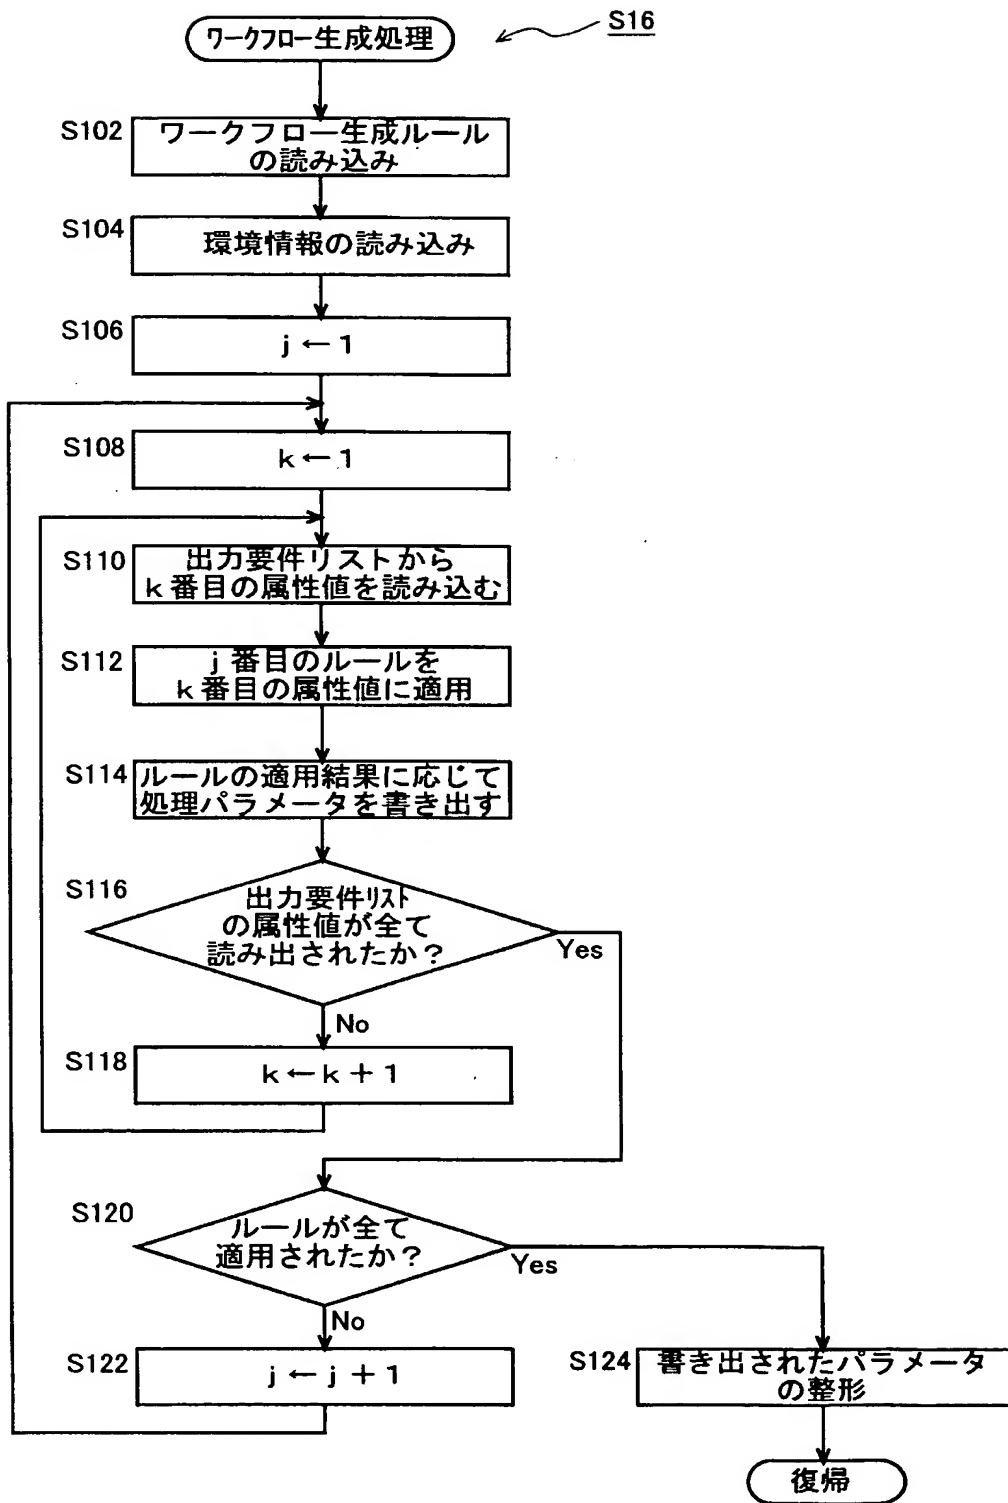 ワークフロー生成処理
S16
S102
ワークフロー生成ルール
の読み込み
S104
環境情報の読み込み
S106
j ← 1
S108
k ← 1
S110
出力要件リストから
k番目の属性値を読み込む
S112
j番目のルールを
k番目の属性値に適用
S114
ルールの適用結果に応じて
処理パラメータを書き出す
S116
出力要件リスト
の属性値が全て
読み出されたか?
Yes
No
S118
k ← k + 1
S120
ルールが全て
適用されたか?
Yes
No
S122
j ← j + 1
S124
書き出されたパラメータ
の整形
復帰